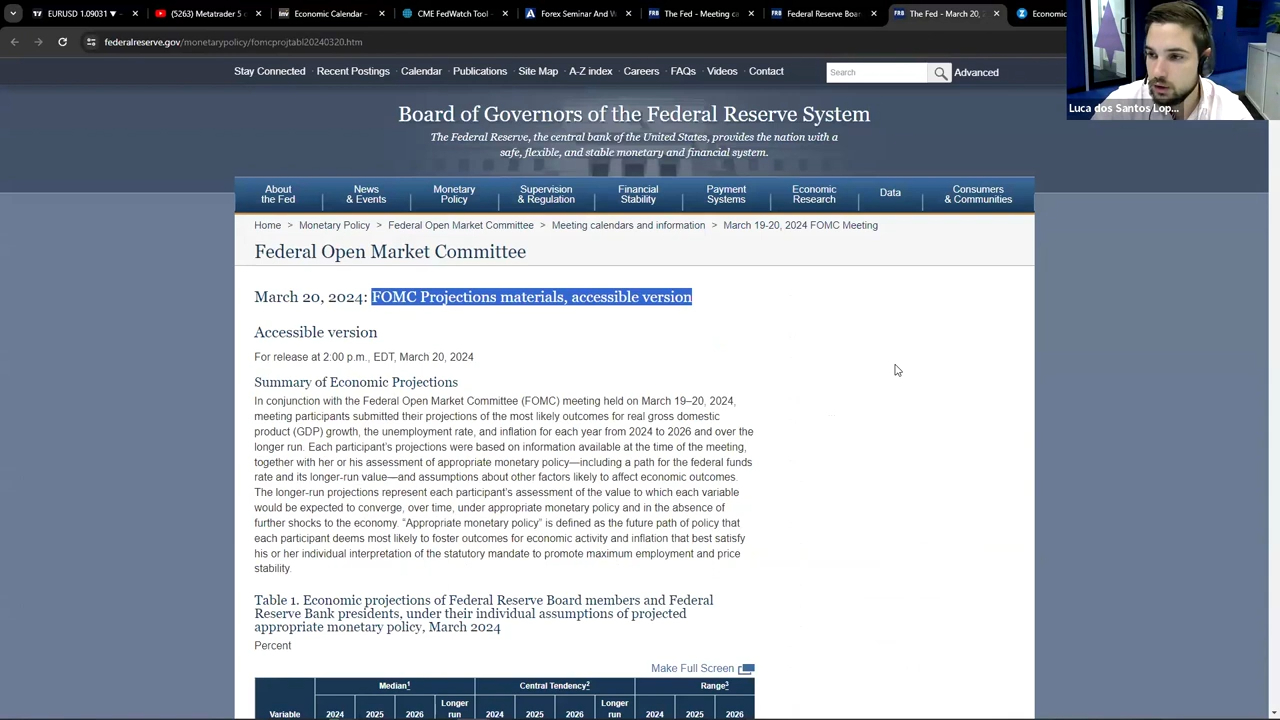 EURUSD 1.09031
(5263) Metatrader 5
Economic Calendar
CME FedWatch Tool
Forex Seminar And W
The Fed - Meeting ca
Federal Reserve Boa
The Fed - March 20,
Economic
federalreserve.gov/monetarypolicy/fomcprojtabl20240320.htm
Luca dos Santos Lop...
Stay Connected Recent Postings Calendar Publications Site Map A-Z index Careers FAQs Videos Contact Search Advanced
Board of Governors of the Federal Reserve System
The Federal Reserve, the central bank of the United States, provides the nation with a
safe, flexible, and stable monetary and financial system.
About
the Fed
News
& Events
Monetary
Policy
Supervision
& Regulation
Financial
Stability
Payment
Systems
Economic
Research
Data
Consumers
& Communities
Home > Monetary Policy > Federal Open Market Committee > Meeting calendars and information > March 19-20, 2024 FOMC Meeting
Federal Open Market Committee
March 20, 2024: FOMC Projections materials, accessible version
Accessible version
For release at 2:00 p.m., EDT, March 20, 2024
Summary of Economic Projections
In conjunction with the Federal Open Market Committee (FOMC) meeting held on March 19–20, 2024,
meeting participants submitted their projections of the most likely outcomes for real gross domestic
product (GDP) growth, the unemployment rate, and inflation for each year from 2024 to 2026 and over the
longer run. Each participant's projections were based on information available at the time of the meeting,
together with her or his assessment of appropriate monetary policy—including a path for the federal funds
rate and its longer-run value—and assumptions about other factors likely to affect economic outcomes.
The longer-run projections represent each participant's assessment of the value to which each variable
would be expected to converge, over time, under appropriate monetary policy and in the absence of
further shocks to the economy. "Appropriate monetary policy" is defined as the future path of policy that
each participant deems most likely to foster outcomes for economic activity and inflation that best satisfy
his or her individual interpretation of the statutory mandate to promote maximum employment and price
stability.
Table 1. Economic projections of Federal Reserve Board members and Federal
Reserve Bank presidents, under their individual assumptions of projected
appropriate monetary policy, March 2024
Percent
Make Full Screen
Variable
Median1 Central Tendency2 Range3
2024 2025 2026 Longer run 2024 2025 2026 Longer run 2024 2025 2026